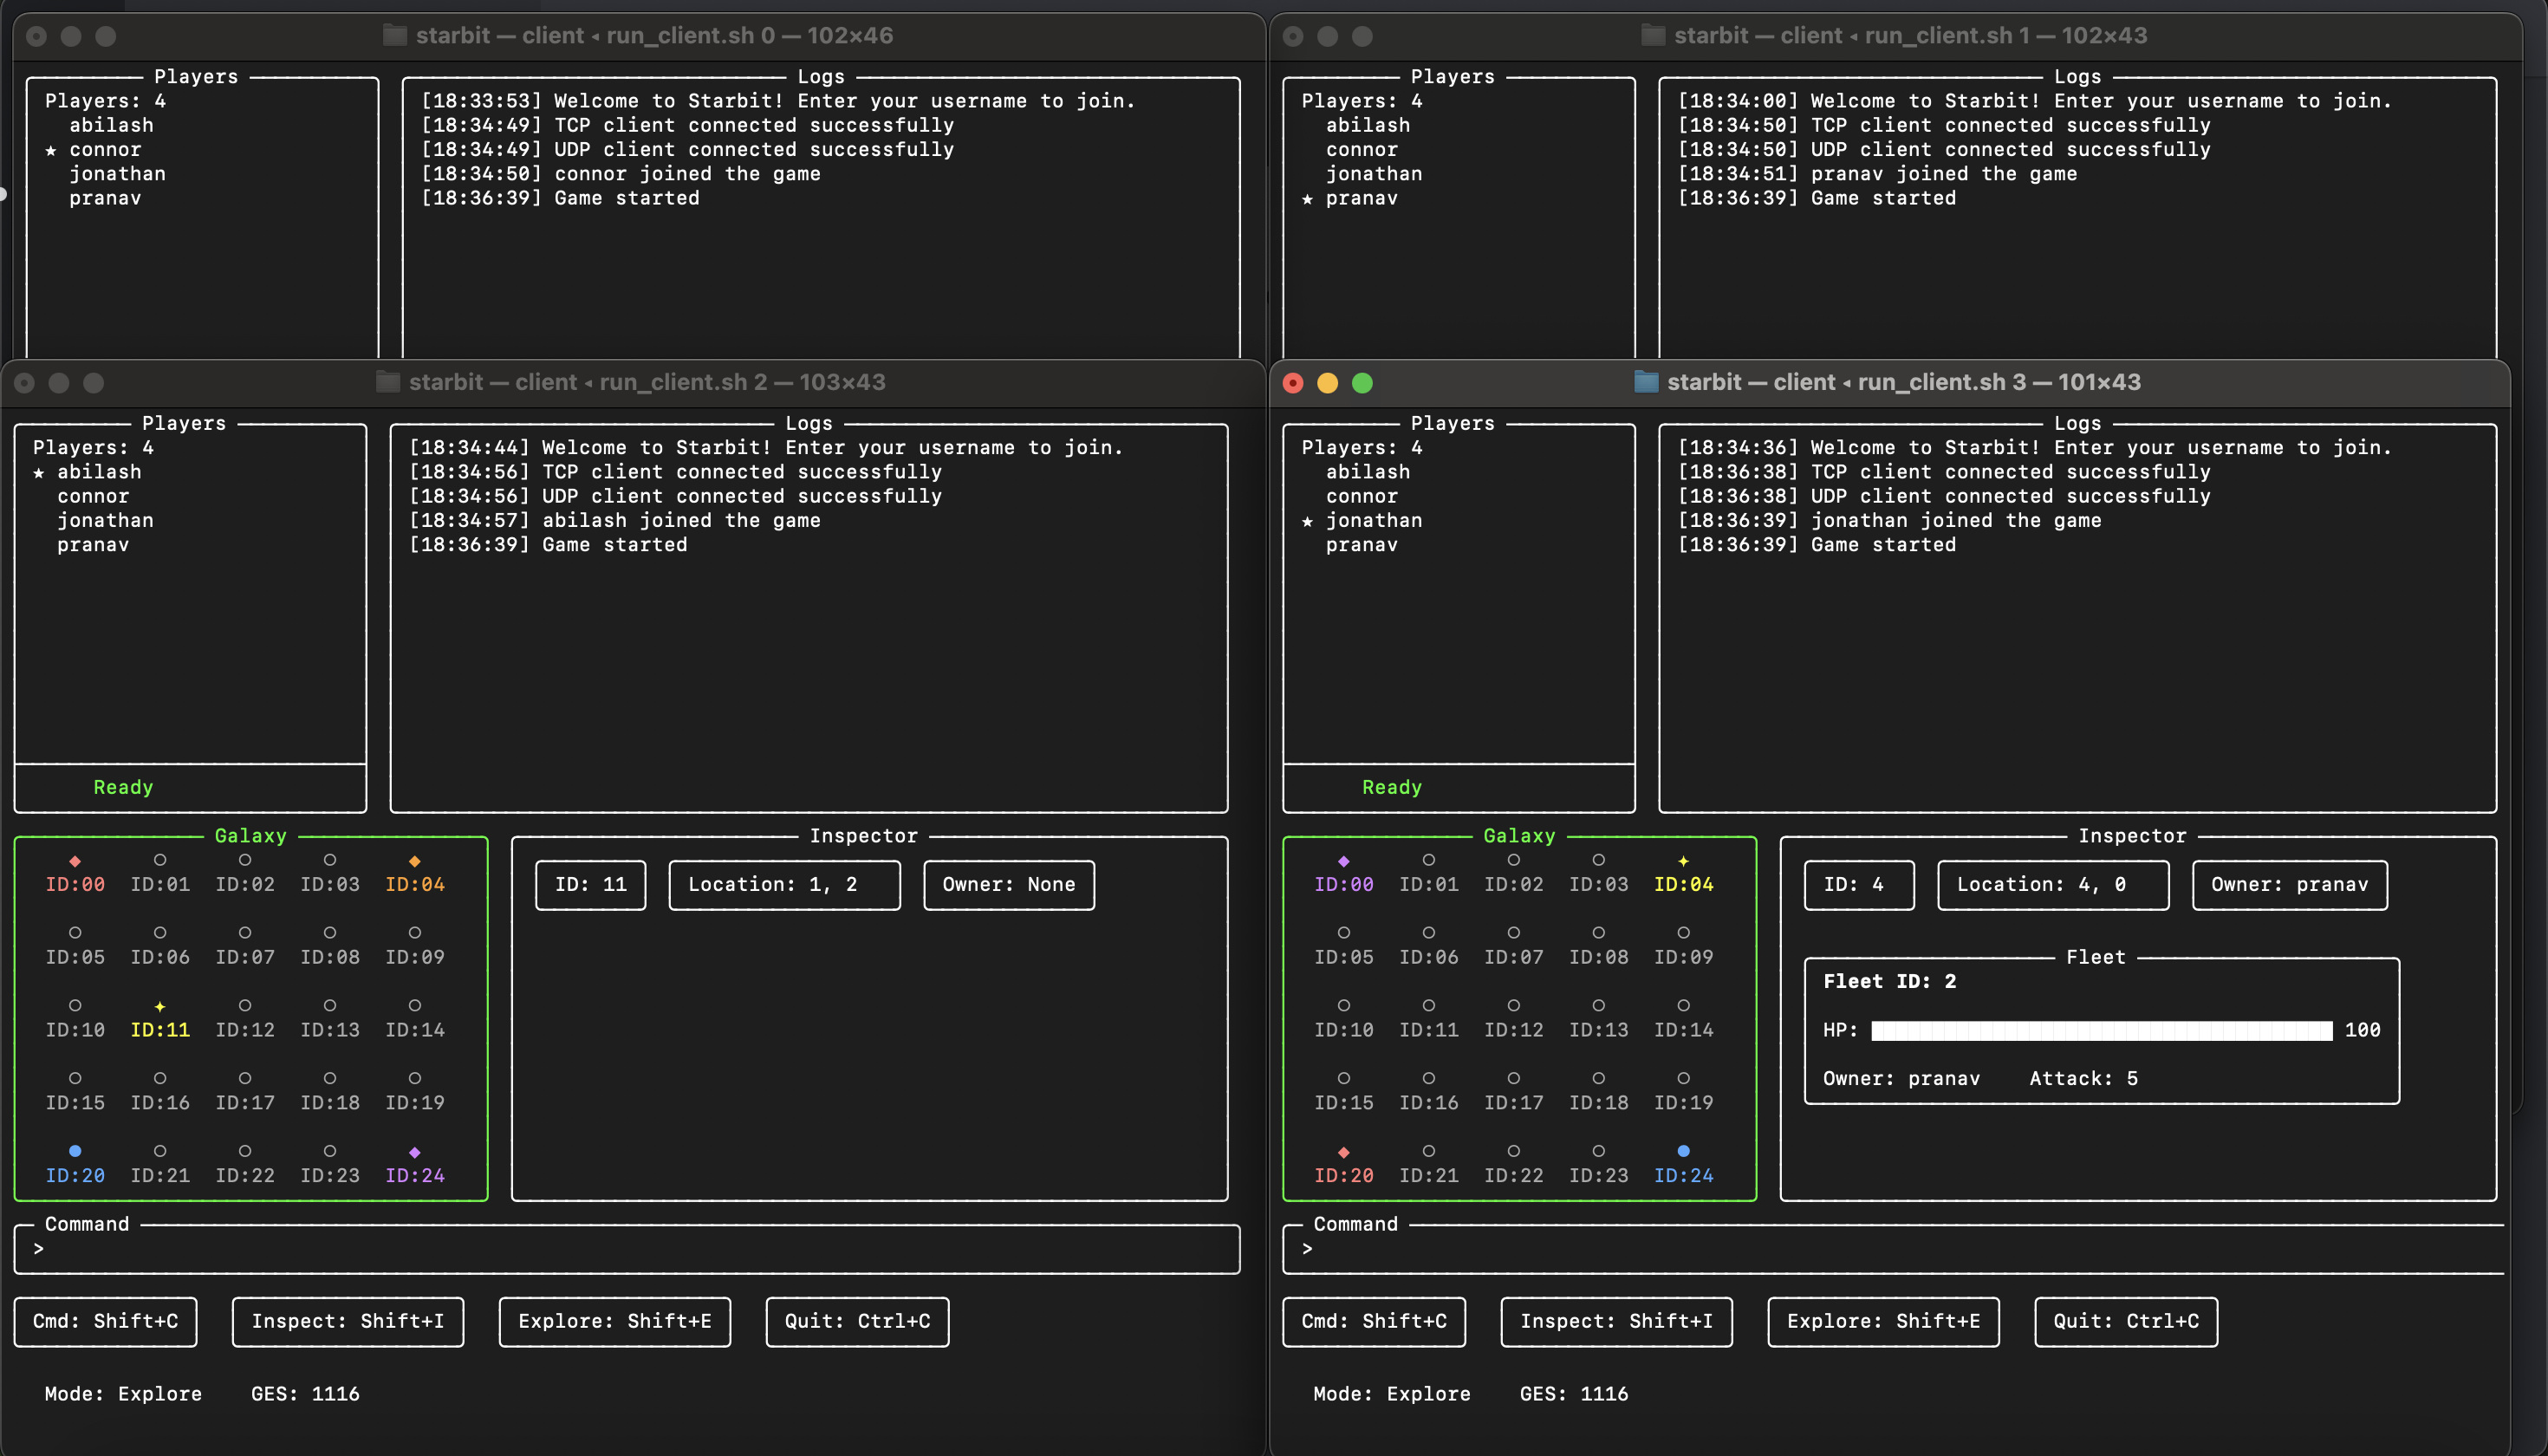 starbit — client ◂ run_client.sh 0 — 102×46
Players
Players: 4
abilash
★ connor
jonathan
pranav
Logs
[18:33:53] Welcome to Starbit! Enter your username to join.
[18:34:49] TCP client connected successfully
[18:34:49] UDP client connected successfully
[18:34:50] connor joined the game
[18:36:39] Game started
starbit — client ◂ run_client.sh 1 — 102×43
Players
Players: 4
abilash
connor
jonathan
★ pranav
Logs
[18:34:00] Welcome to Starbit! Enter your username to join.
[18:34:50] TCP client connected successfully
[18:34:50] UDP client connected successfully
[18:34:51] pranav joined the game
[18:36:39] Game started
starbit — client ◂ run_client.sh 2 — 103×43
Players
Players: 4
★ abilash
connor
jonathan
pranav
Ready
Logs
[18:34:44] Welcome to Starbit! Enter your username to join.
[18:34:56] TCP client connected successfully
[18:34:56] UDP client connected successfully
[18:34:57] abilash joined the game
[18:36:39] Game started
Galaxy
ID:00 ID:01 ID:02 ID:03 ID:04
ID:05 ID:06 ID:07 ID:08 ID:09
ID:10 ID:11 ID:12 ID:13 ID:14
ID:15 ID:16 ID:17 ID:18 ID:19
ID:20 ID:21 ID:22 ID:23 ID:24
Inspector
ID: 11 Location: 1, 2 Owner: None
Command
>
Cmd: Shift+C Inspect: Shift+I Explore: Shift+E Quit: Ctrl+C
Mode: Explore GES: 1116
starbit — client ◂ run_client.sh 3 — 101×43
Players
Players: 4
abilash
connor
★ jonathan
pranav
Ready
Logs
[18:34:36] Welcome to Starbit! Enter your username to join.
[18:36:38] TCP client connected successfully
[18:36:38] UDP client connected successfully
[18:36:39] jonathan joined the game
[18:36:39] Game started
Galaxy
ID:00 ID:01 ID:02 ID:03 ID:04
ID:05 ID:06 ID:07 ID:08 ID:09
ID:10 ID:11 ID:12 ID:13 ID:14
ID:15 ID:16 ID:17 ID:18 ID:19
ID:20 ID:21 ID:22 ID:23 ID:24
Inspector
ID: 4 Location: 4, 0 Owner: pranav
Fleet
Fleet ID: 2
HP: 100
Owner: pranav Attack: 5
Command
>
Cmd: Shift+C Inspect: Shift+I Explore: Shift+E Quit: Ctrl+C
Mode: Explore GES: 1116